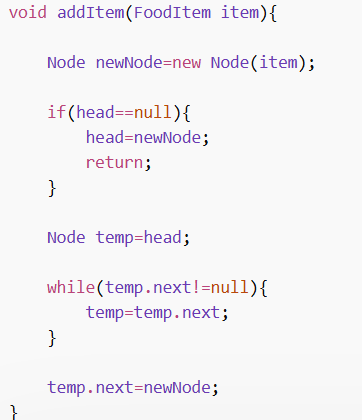 void addItem(FoodItem item){
Node newNode=new Node(item);
if(head==null){
head=newNode;
return;
}
Node temp=head;
while(temp.next!=null){
temp=temp.next;
}
temp.next=newNode;
}